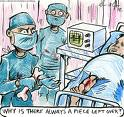 WHY IS THERE ALWAYS A PIECE LEFT OVER?